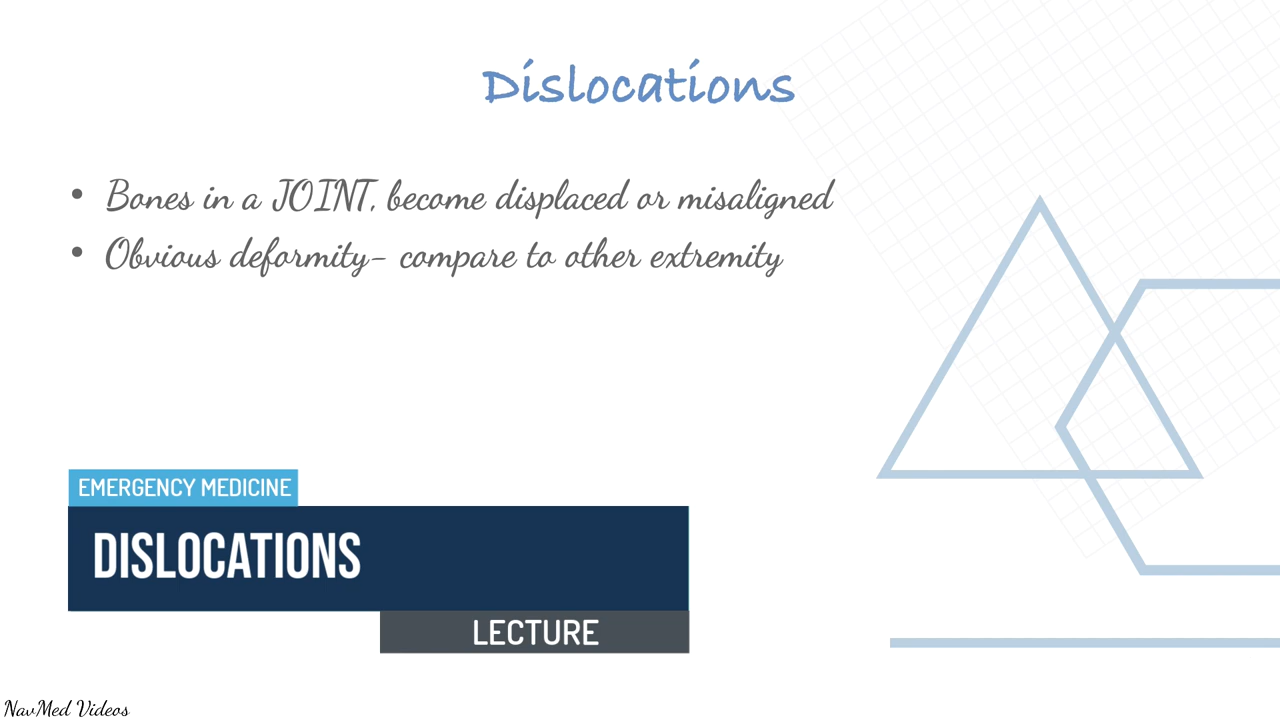 Dislocations
• Bones in a JOINT, become displaced or misaligned
• Obvious deformity- compare to other extremity
EMERGENCY MEDICINE
DISLOCATIONS
LECTURE
NavMed Videos